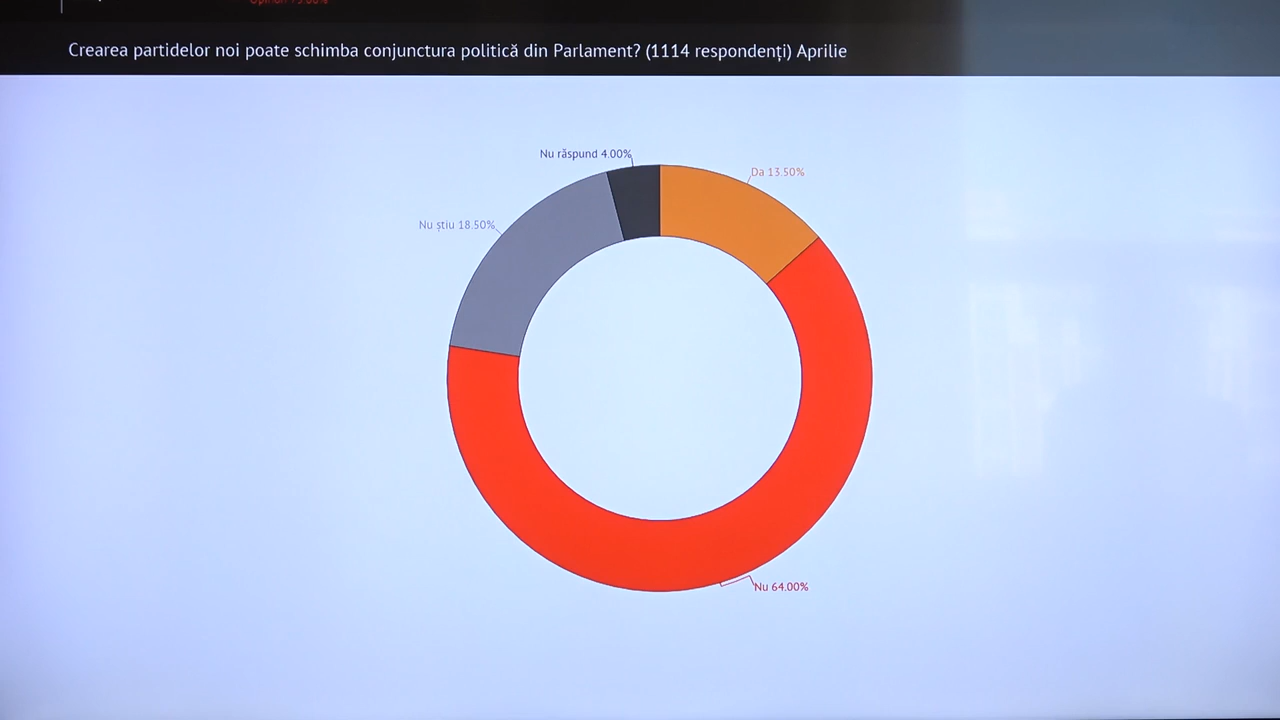 Crearea partidelor noi poate schimba conjunctura politică din Parlament? (1114 respondenți) Aprilie
Nu răspund 4.00%
Da 13.50%
Nu știu 18.50%
Nu 64.00%